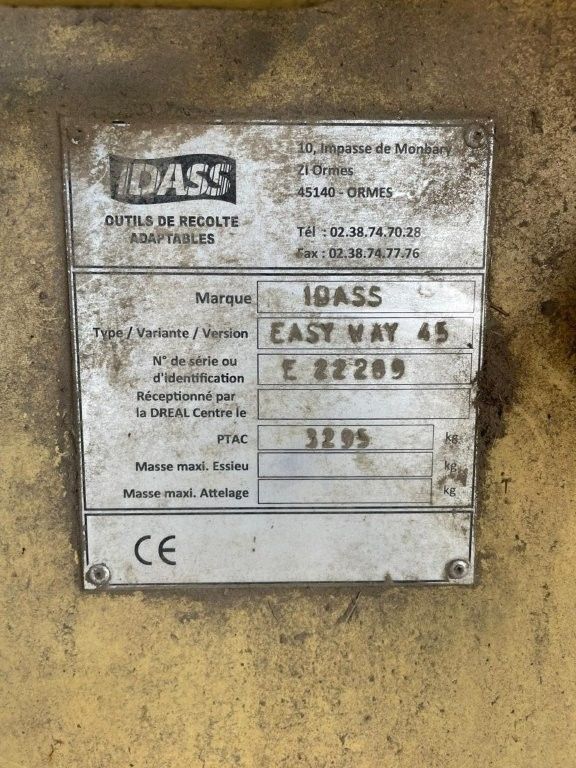 IDASS
OUTILS DE RECOLTE
ADAPTABLES
10, Impasse de Monbary
ZI Ormes
45140 - ORMES
Tél : 02.38.74.70.28
Fax : 02.38.74.77.76
Marque IDASS
Type / Variante / Version EASY WAY 45
N° de série ou
d'identification E 22289
Réceptionné par
la DREAL Centre le
PTAC 3295 kg
Masse maxi. Essieu kg
Masse maxi. Attelage kg
CE